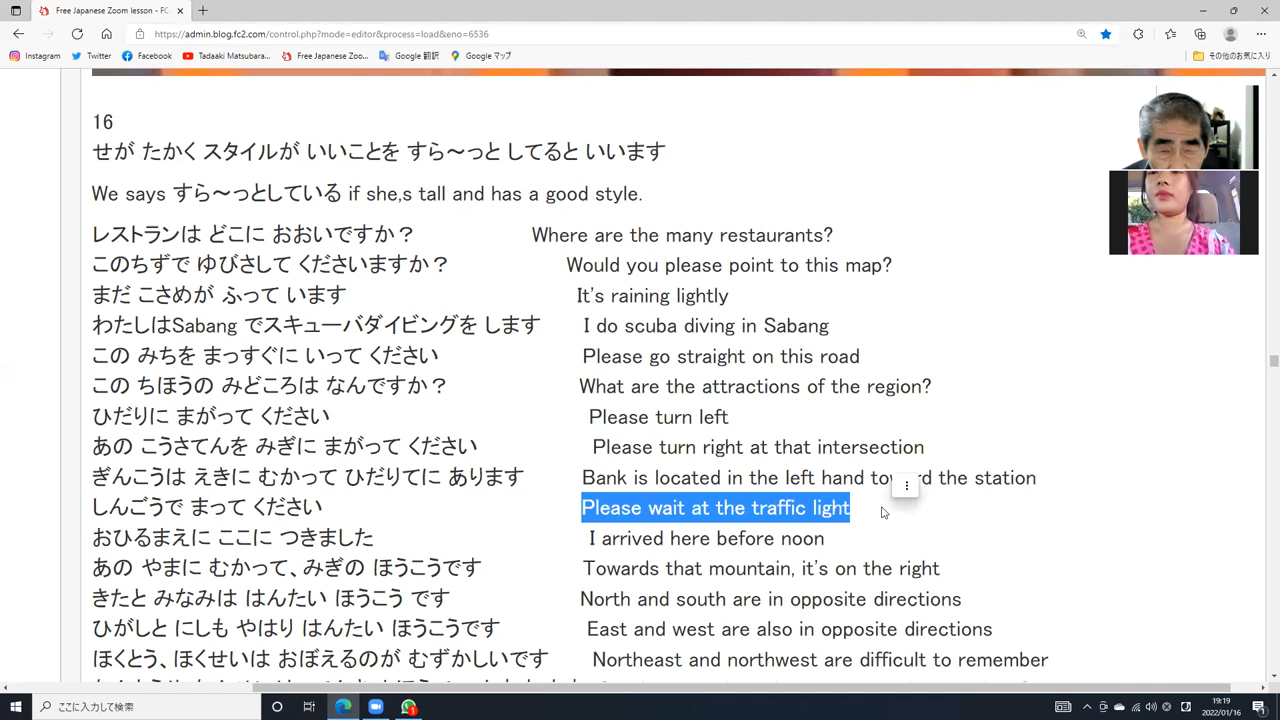 Free Japanese Zoom lesson - FC
https://admin.blog.fc2.com/control.php?mode=editor&process=load&eno=6536
Instagram Twitter Facebook Tadaaki Matsubara... Free Japanese Zoo... Google 翻訳 Google マップ その他のお気に入り
16
せが たかく スタイルが いいことを すら～っと してると いいます
We says すら～っとしている if she,s tall and has a good style.
レストランは どこに おおいですか？ Where are the many restaurants?
このちずで ゆびさして くださいますか？ Would you please point to this map?
まだ こさめが ふって います It's raining lightly
わたしはSabang でスキューバダイビングを します I do scuba diving in Sabang
この みちを まっすぐに いって ください Please go straight on this road
この ちほうの みどころは なんですか？ What are the attractions of the region?
ひだりに まがって ください Please turn left
あの こうさてんを みぎに まがって ください Please turn right at that intersection
ぎんこうは えきに むかって ひだりてに あります Bank is located in the left hand toward the station
しんごうで まって ください Please wait at the traffic light
おひるまえに ここに つきました I arrived here before noon
あの やまに むかって、みぎの ほうこうです Towards that mountain, it's on the right
きたと みなみは はんたい ほうこう です North and south are in opposite directions
ひがしと にしも やはり はんたい ほうこうです East and west are also in opposite directions
ほくとう、ほくせいは おぼえるのが むずかしいです Northeast and northwest are difficult to remember
ここに入力して検索
19:19
2022/01/16